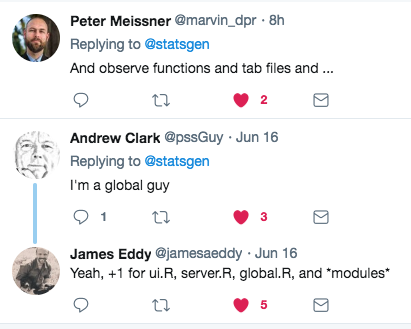 Peter Meissner @marvin_dpr · 8h
Replying to @statsgen
And observe functions and tab files and ...
2
Andrew Clark @pssGuy · Jun 16
Replying to @statsgen
I'm a global guy
1 3
James Eddy @jamesaeddy · Jun 16
Yeah, +1 for ui.R, server.R, global.R, and *modules*
5